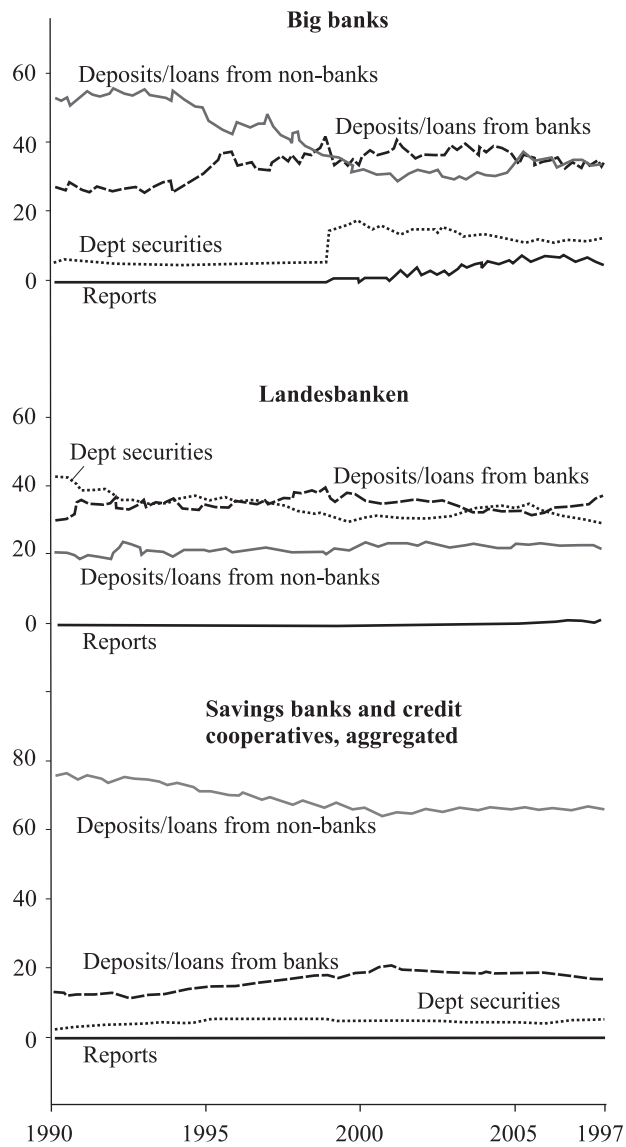 Big banks
60
Deposits/loans from non-banks
Deposits/loans from banks
40
20
Dept securities
0
Reports
Landesbanken
60
Dept securities
Deposits/loans from banks
40
20
Deposits/loans from non-banks
0
Reports
Savings banks and credit
cooperatives, aggregated
80
60
Deposits/loans from non-banks
40
20
Deposits/loans from banks
Dept securities
0
Reports
1990 1995 2000 2005 1997